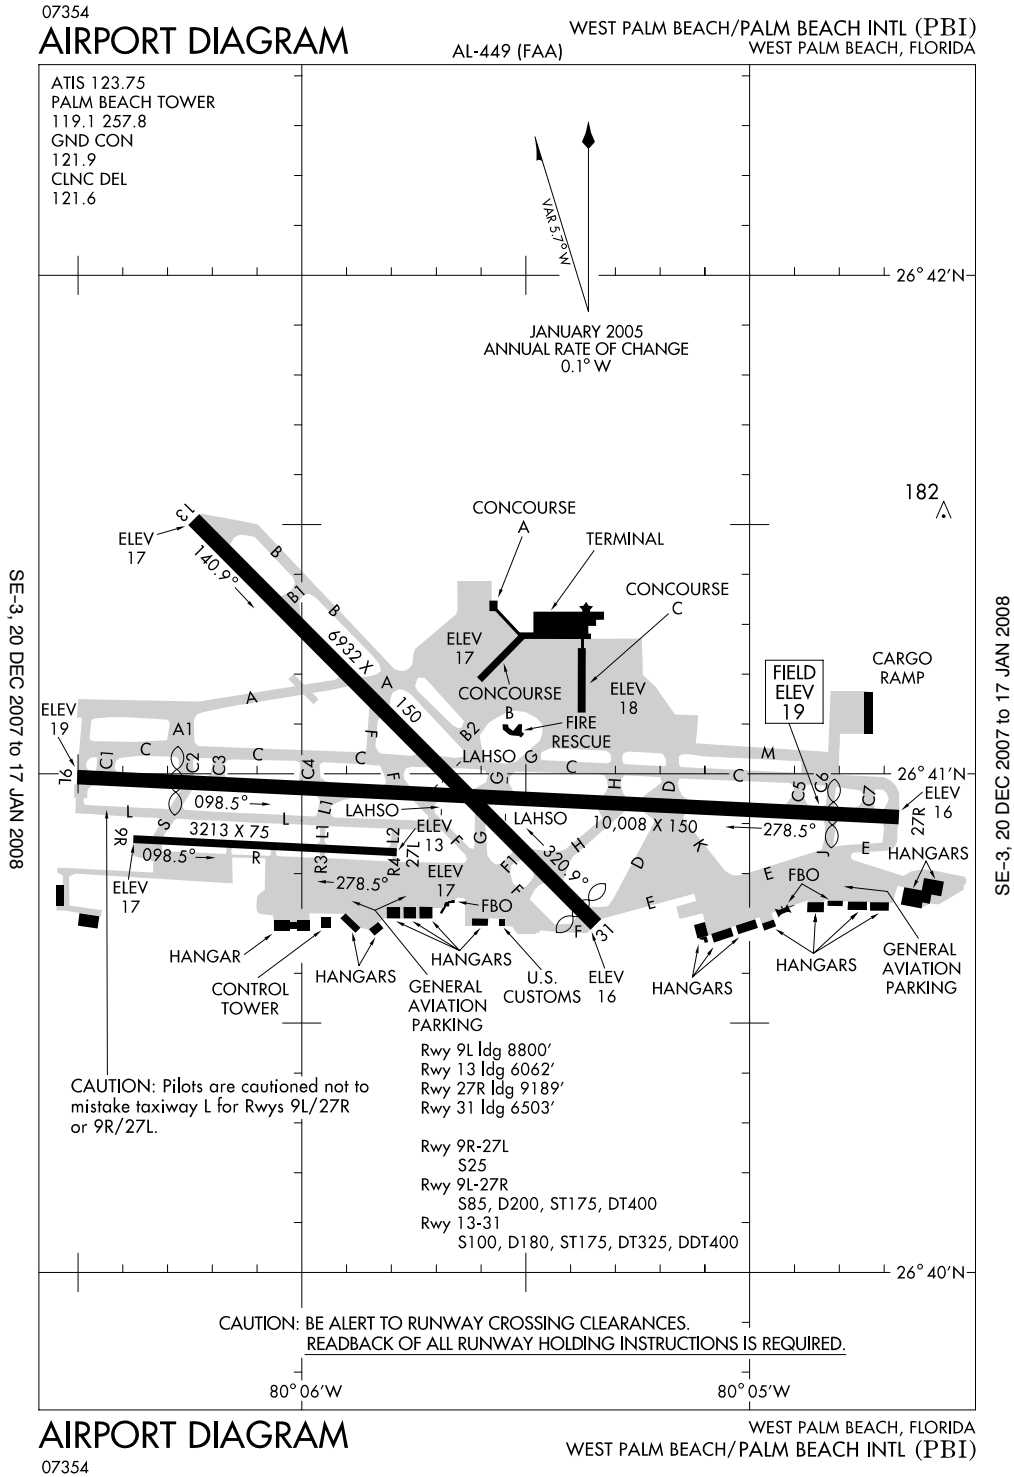 07354
AIRPORT DIAGRAM
AL-449 (FAA)
WEST PALM BEACH/PALM BEACH INTL (PBI)
WEST PALM BEACH, FLORIDA
ATIS 123.75
PALM BEACH TOWER
119.1 257.8
GND CON
121.9
CLNC DEL
121.6
VAR 5.7° W
JANUARY 2005
ANNUAL RATE OF CHANGE
0.1° W
26°42'N
182
SE-3, 20 DEC 2007 to 17 JAN 2008
SE-3, 20 DEC 2007 to 17 JAN 2008
13
ELEV
17
140.9°
B
B1
B
6932 X 150
CONCOURSE
A
TERMINAL
CONCOURSE
C
ELEV
17
CONCOURSE
B
ELEV
18
FIRE
RESCUE
FIELD
ELEV
19
CARGO
RAMP
ELEV
19
A
A
A1
F
B2
C1
C
C2
C3
C
C4
C
F
LAHSO
G
G
C
H
D
C
M
C5
C6
C7
26°41'N
9L
098.5°
LAHSO
LAHSO
10,008 X 150
278.5°
27R
ELEV
16
L
S
L
L1
L1
L2
9R
3213 X 75
098.5°
R
R3
R4
27L
ELEV
13
278.5°
ELEV
17
F
G
F1
F
320.9°
H
D
K
E
E
J
E
F
31
ELEV
16
ELEV
17
FBO
FBO
HANGARS
HANGAR
CONTROL
TOWER
HANGARS
GENERAL
AVIATION
PARKING
HANGARS
U.S.
CUSTOMS
HANGARS
HANGARS
GENERAL
AVIATION
PARKING
CAUTION: Pilots are cautioned not to
mistake taxiway L for Rwys 9L/27R
or 9R/27L.
Rwy 9L ldg 8800'
Rwy 13 ldg 6062'
Rwy 27R ldg 9189'
Rwy 31 ldg 6503'
Rwy 9R-27L
S25
Rwy 9L-27R
S85, D200, ST175, DT400
Rwy 13-31
S100, D180, ST175, DT325, DDT400
26°40'N
CAUTION: BE ALERT TO RUNWAY CROSSING CLEARANCES.
READBACK OF ALL RUNWAY HOLDING INSTRUCTIONS IS REQUIRED.
80°06'W
80°05'W
AIRPORT DIAGRAM
07354
WEST PALM BEACH, FLORIDA
WEST PALM BEACH/PALM BEACH INTL (PBI)